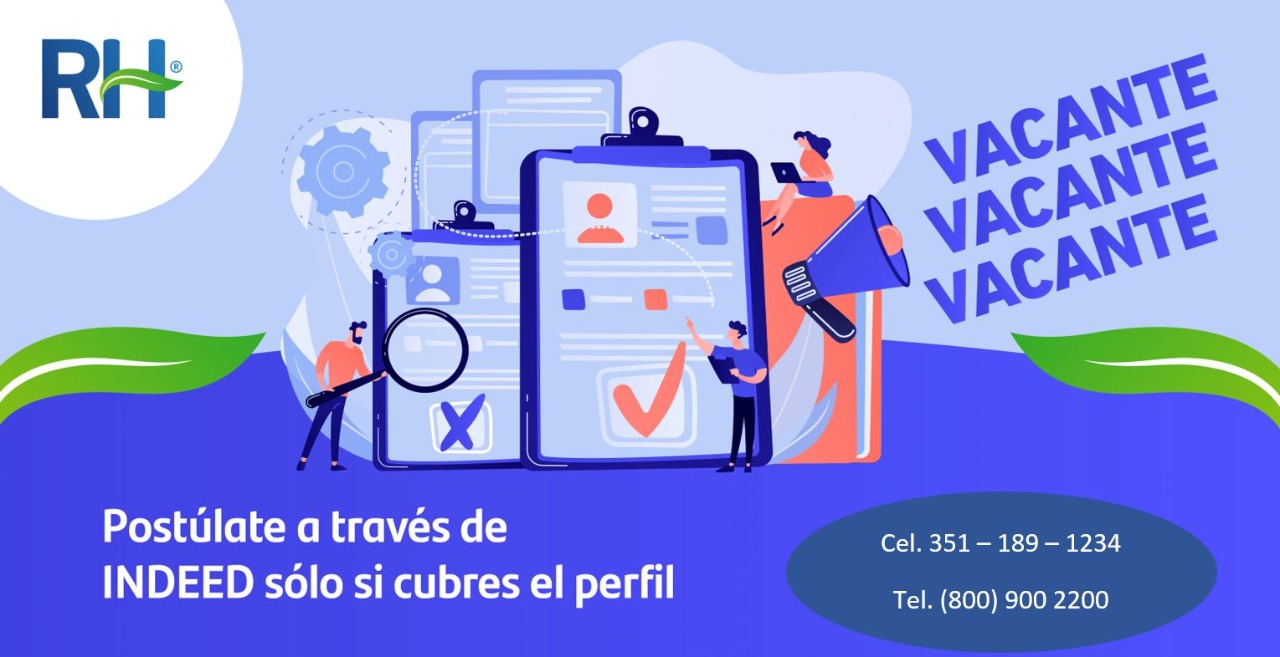 RH®
VACANTE
VACANTE
VACANTE
Postúlate a través de
INDEED sólo si cubres el perfil
Cel. 351 – 189 – 1234
Tel. (800) 900 2200